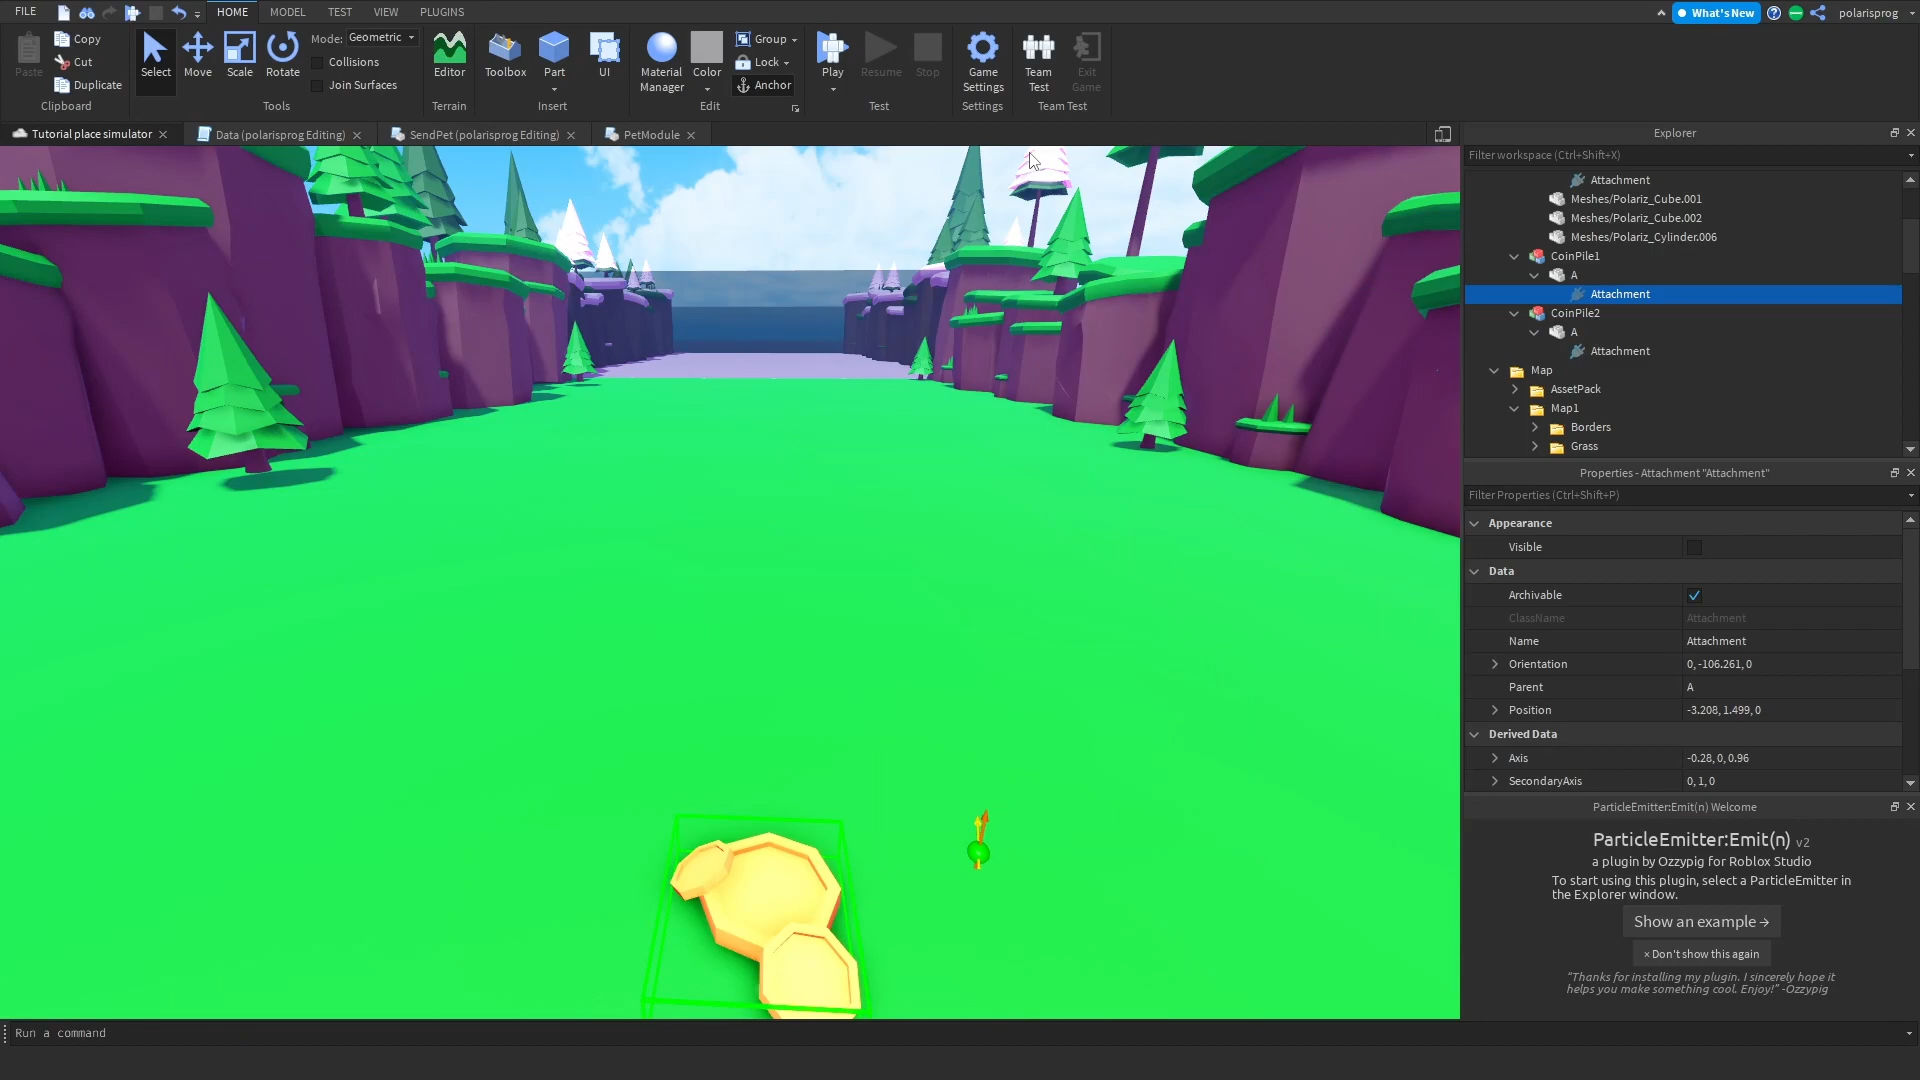 FILE
HOME
MODEL
TEST
VIEW
PLUGINS
What's New
polarisprog
Paste
Copy
Cut
Duplicate
Clipboard
Select
Move
Scale
Rotate
Mode:
Geometric
Collisions
Join Surfaces
Tools
Editor
Terrain
Toolbox
Part
UI
Insert
Material
Manager
Color
Group
Lock
Anchor
Edit
Play
Resume
Stop
Test
Game
Settings
Settings
Team
Test
Exit
Game
Team Test
Tutorial place simulator
Data (polarisprog Editing)
SendPet (polarisprog Editing)
PetModule
Explorer
Filter workspace (Ctrl+Shift+X)
Attachment
Meshes/Polariz_Cube.001
Meshes/Polariz_Cube.002
Meshes/Polariz_Cylinder.006
CoinPile1
A
Attachment
CoinPile2
A
Attachment
Map
AssetPack
Map1
Borders
Grass
Properties - Attachment "Attachment"
Filter Properties (Ctrl+Shift+P)
Appearance
Visible
Data
Archivable
ClassName Attachment
Name Attachment
Orientation 0, -106.261, 0
Parent A
Position -3.208, 1.499, 0
Derived Data
Axis -0.28, 0, 0.96
SecondaryAxis 0, 1, 0
ParticleEmitter:Emit(n) Welcome
ParticleEmitter:Emit(n) v2
a plugin by Ozzypig for Roblox Studio
To start using this plugin, select a ParticleEmitter in
the Explorer window.
Show an example →
× Don't show this again
"Thanks for installing my plugin. I sincerely hope it
helps you make something cool. Enjoy!" -Ozzypig
Run a command